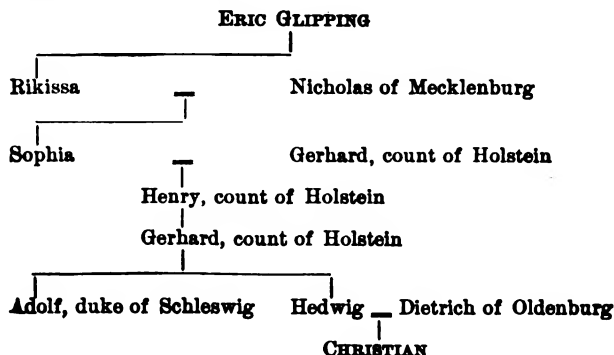 ERIC GLIPPING
Rikissa Nicholas of Mecklenburg
Sophia Gerhard, count of Holstein
Henry, count of Holstein
Gerhard, count of Holstein
Adolf, duke of Schleswig Hedwig Dietrich of Oldenburg
CHRISTIAN